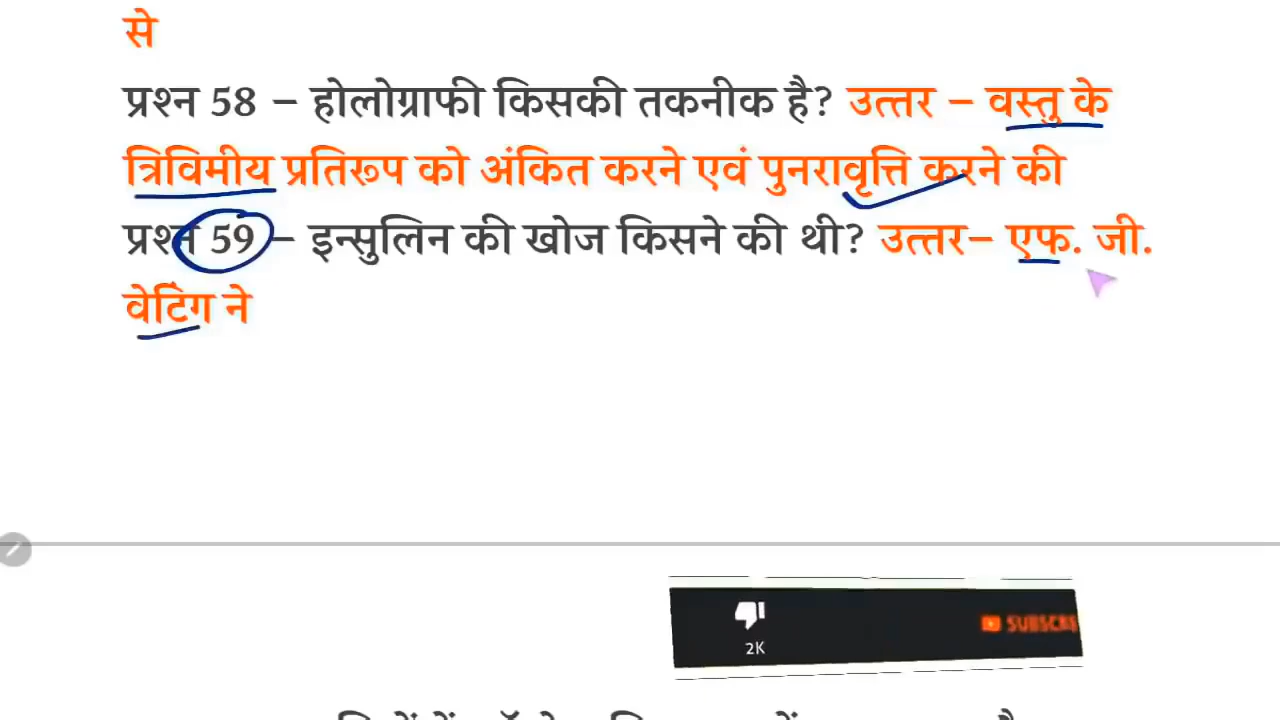 से
प्रश्न 58 – होलोग्राफी किसकी तकनीक है? उत्तर – वस्तु के
त्रिविमीय प्रतिरूप को अंकित करने एवं पुनरावृत्ति करने की
प्रश्न 59 – इन्सुलिन की खोज किसने की थी? उत्तर– एफ. जी.
वेटिंग ने
SUBSCRI
2K